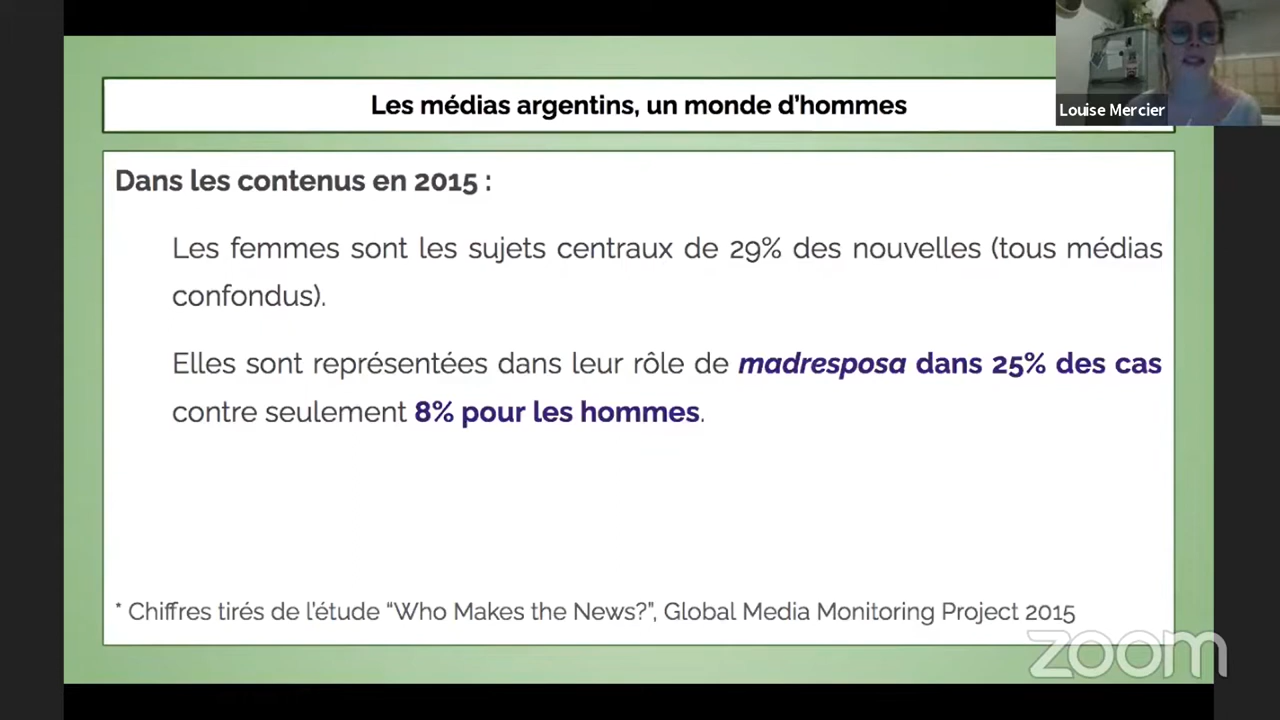 Les médias argentins, un monde d’hommes
Louise Mercier
Dans les contenus en 2015 :
Les femmes sont les sujets centraux de 29% des nouvelles (tous médias
confondus).
Elles sont représentées dans leur rôle de madresposa dans 25% des cas
contre seulement 8% pour les hommes.
* Chiffres tirés de l’étude “Who Makes the News?”, Global Media Monitoring Project 2015
zoom